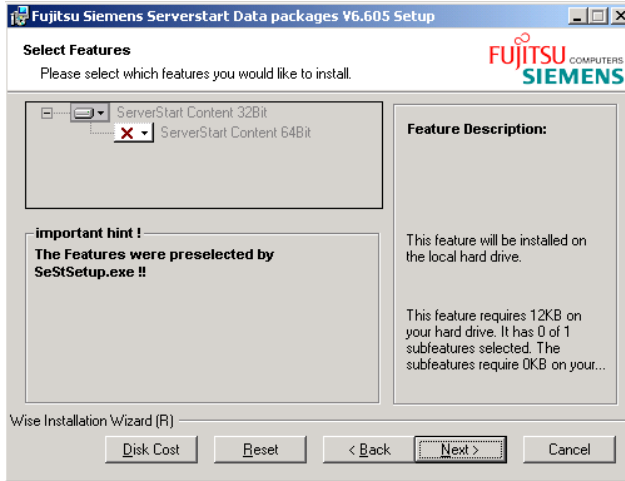 Fujitsu Siemens Serverstart Data packages V6.605 Setup
Select Features
Please select which features you would like to install.
FUJITSU COMPUTERS
SIEMENS
ServerStart Content 32Bit
ServerStart Content 64Bit
Feature Description:
important hint !
The Features were preselected by
SeStSetup.exe !!
This feature will be installed on
the local hard drive.
This feature requires 12KB on
your hard drive. It has 0 of 1
subfeatures selected. The
subfeatures require 0KB on your...
Wise Installation Wizard (R)
Disk Cost
Reset
< Back
Next >
Cancel